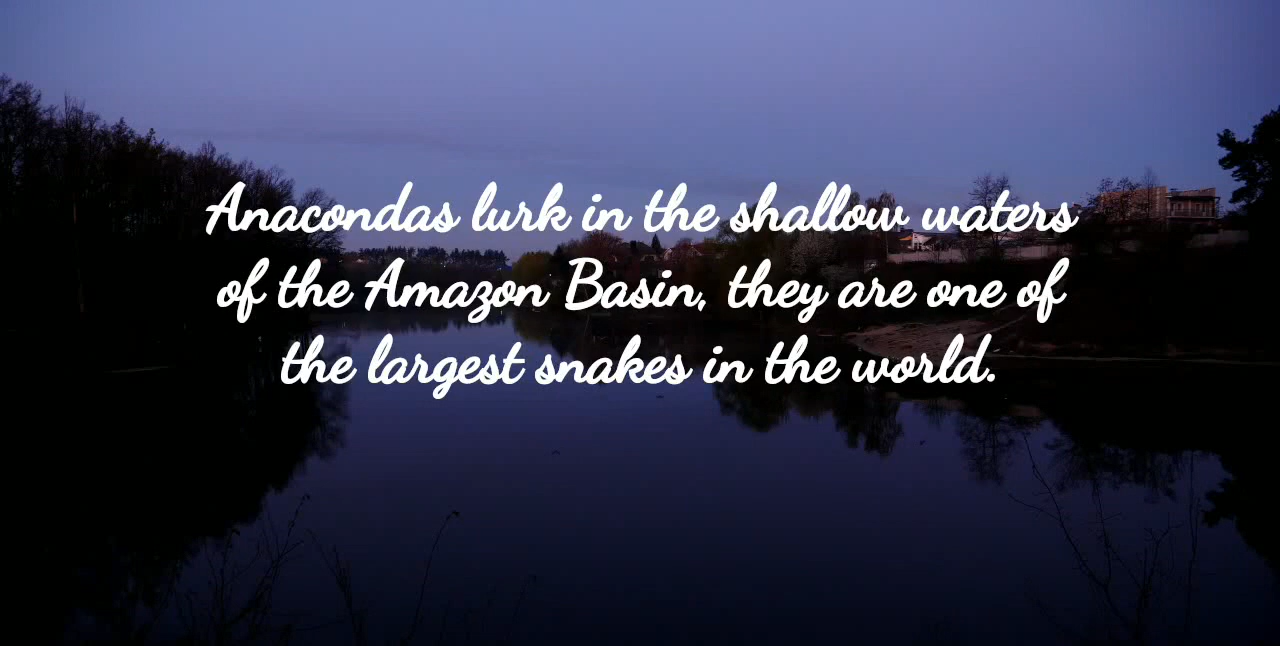 Anacondas lurk in the shallow waters
of the Amazon Basin, they are one of
the largest snakes in the world.